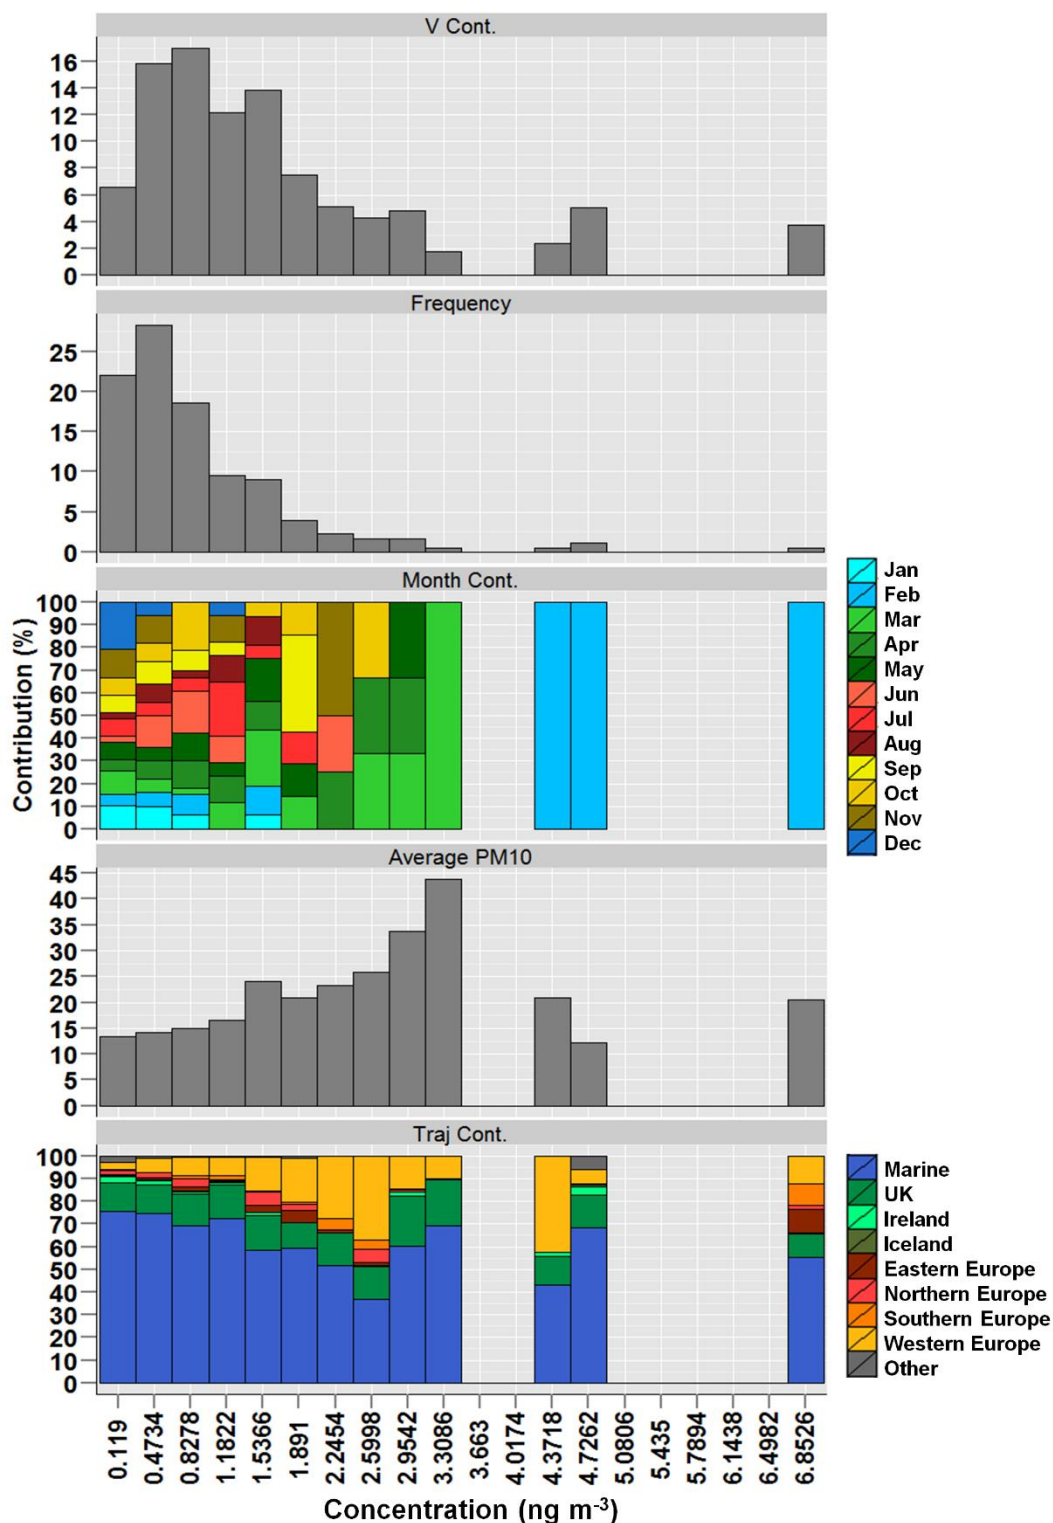 V Cont.
16
14
12
10
8
6
4
2
0
Frequency
25
20
15
10
5
0
Month Cont.
100
90
80
70
60
50
40
30
20
10
0
Contribution (%)
Jan
Feb
Mar
Apr
May
Jun
Jul
Aug
Sep
Oct
Nov
Dec
Average PM10
45
40
35
30
25
20
15
10
5
0
Traj Cont.
100
90
80
70
60
50
40
30
20
10
0
Marine
UK
Ireland
Iceland
Eastern Europe
Northern Europe
Southern Europe
Western Europe
Other
0.119
0.4734
0.8278
1.1822
1.5366
1.891
2.2454
2.5998
2.9542
3.3086
3.663
4.0174
4.3718
4.7262
5.0806
5.435
5.7894
6.1438
6.4982
6.8526
Concentration (ng m⁻³)